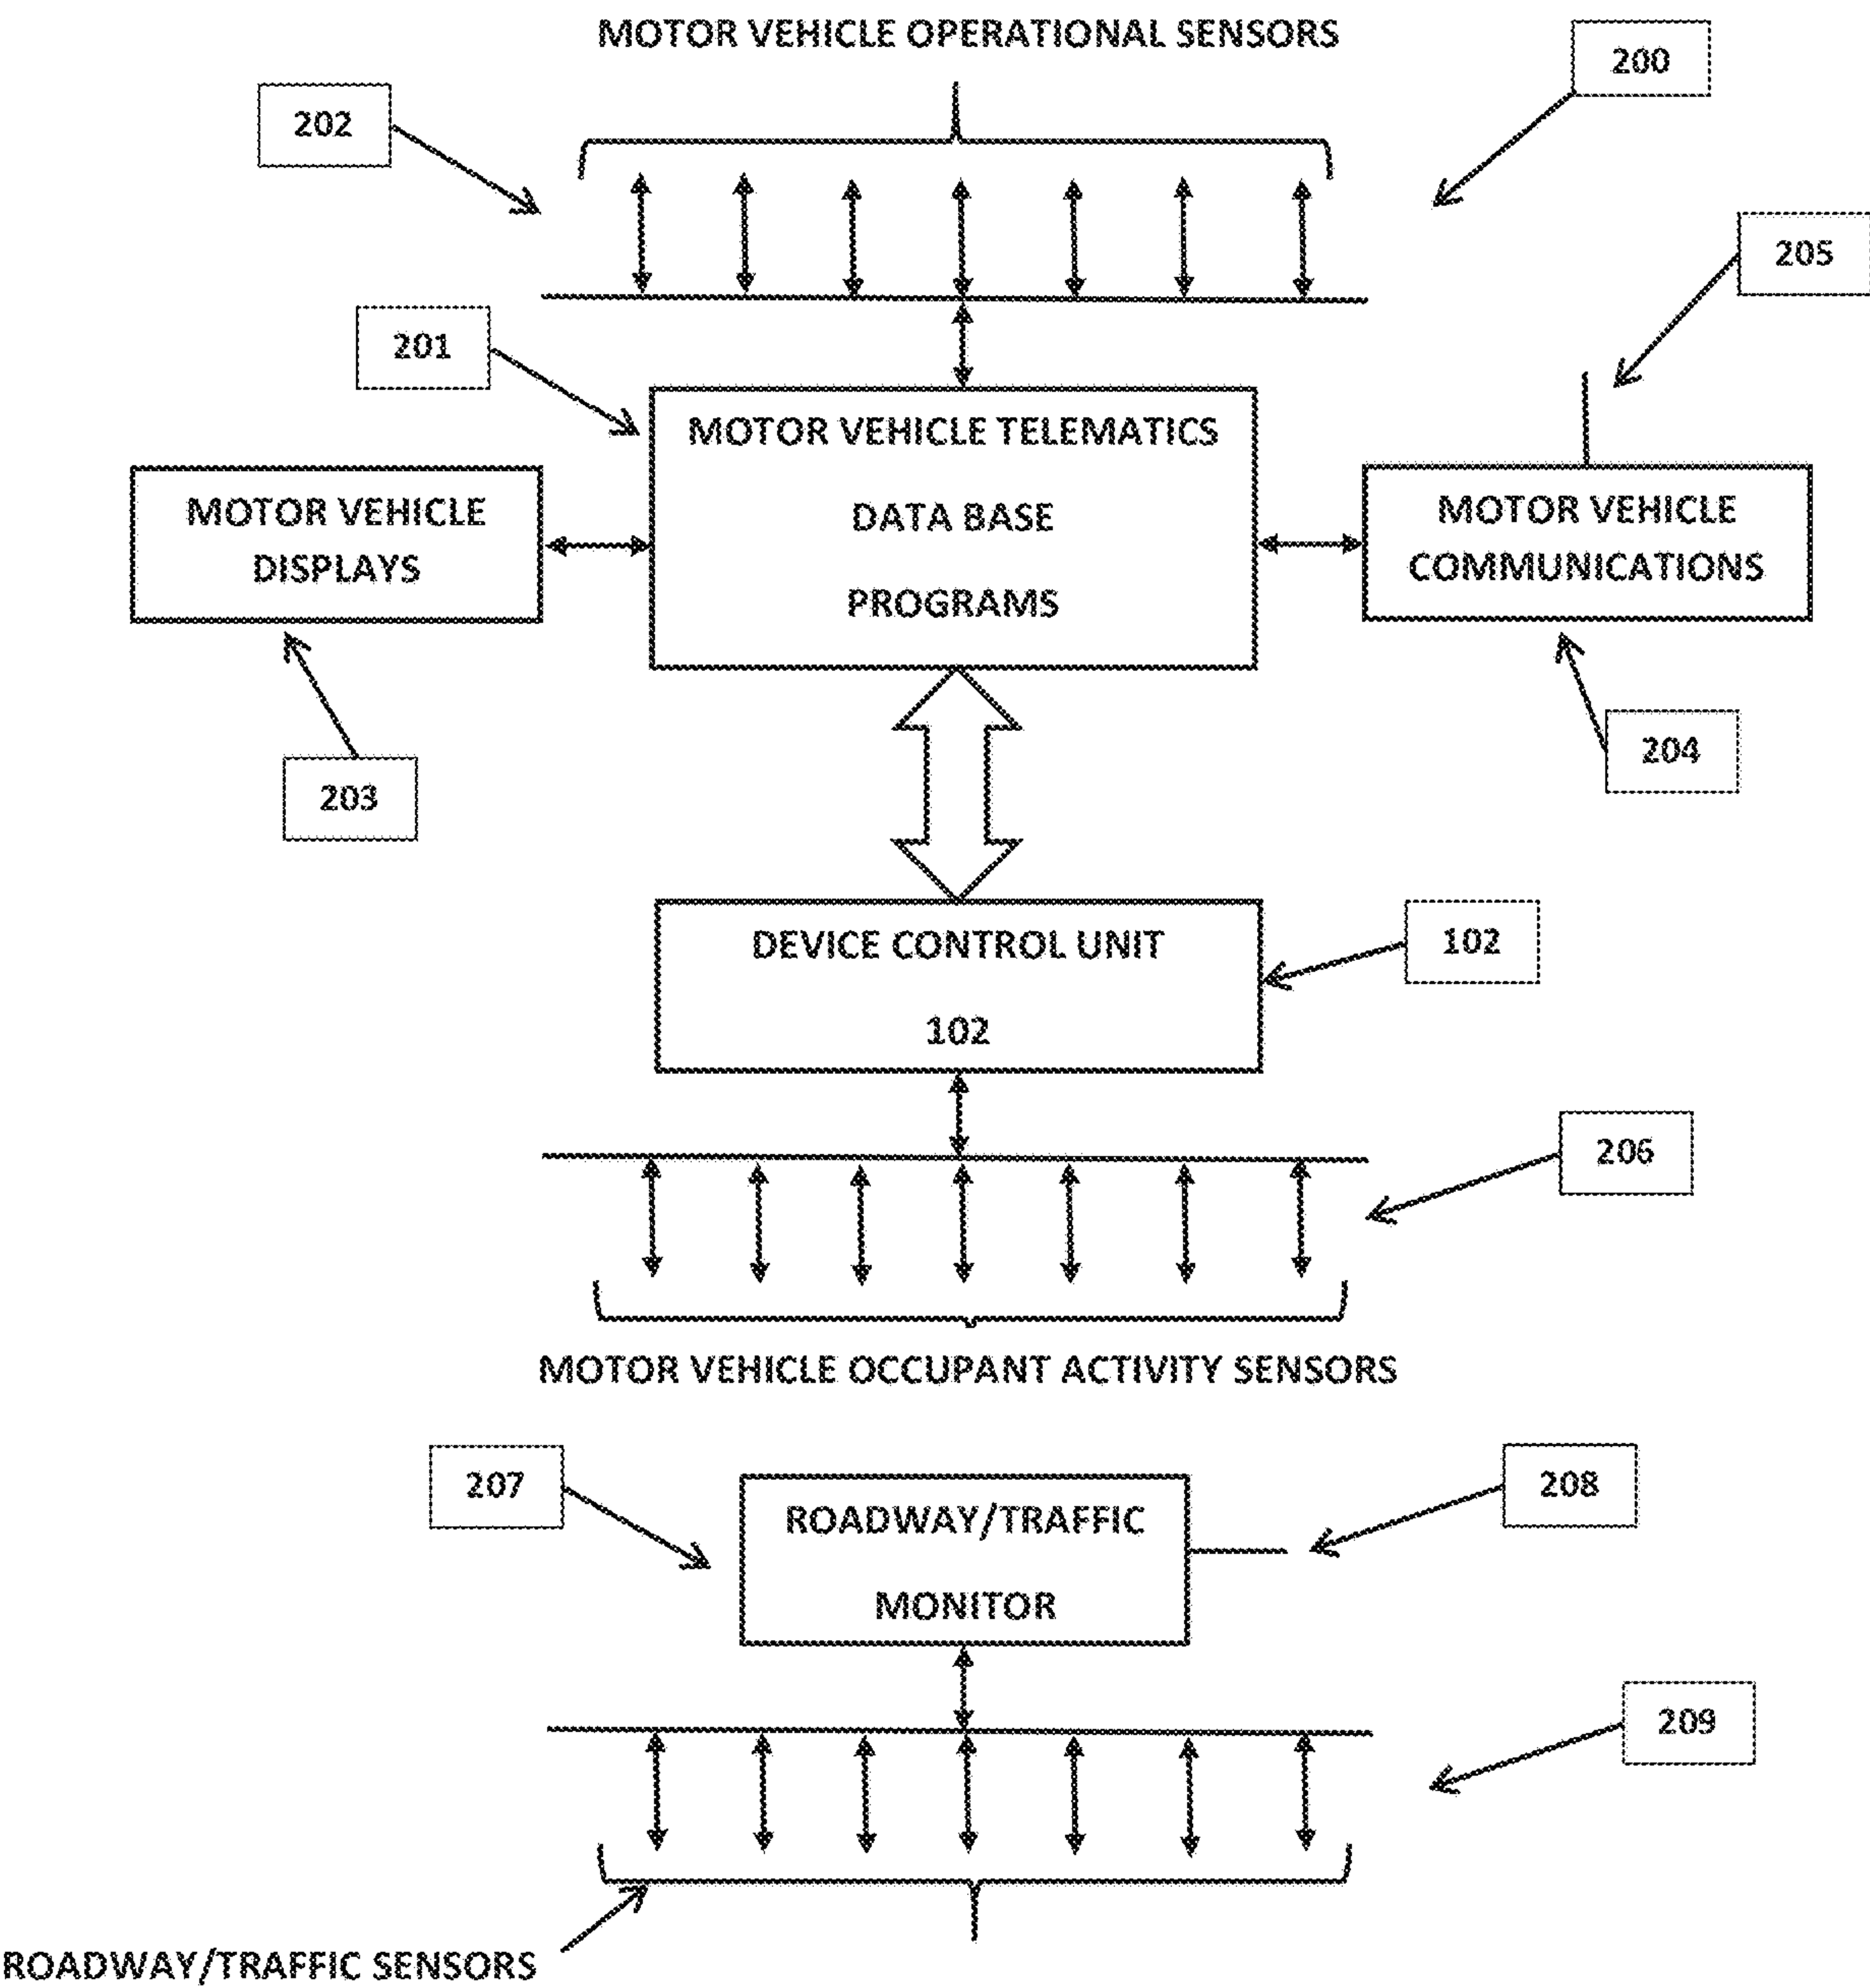 MOTOR VEHICLE OPERATIONAL SENSORS
200
202
205
201
MOTOR VEHICLE TELEMATICS
DATA BASE
PROGRAMS
MOTOR VEHICLE
DISPLAYS
MOTOR VEHICLE
COMMUNICATIONS
204
203
DEVICE CONTROL UNIT
102
102
206
MOTOR VEHICLE OCCUPANT ACTIVITY SENSORS
207
ROADWAY/TRAFFIC
MONITOR
208
209
ROADWAY/TRAFFIC SENSORS